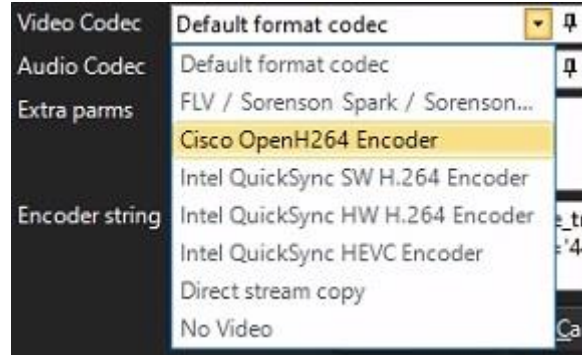 Video Codec Default format codec
Audio Codec Default format codec
Extra parms FLV / Sorenson Spark / Sorenson...
Cisco OpenH264 Encoder
Intel QuickSync SW H.264 Encoder
Encoder string Intel QuickSync HW H.264 Encoder
Intel QuickSync HEVC Encoder
Direct stream copy
No Video